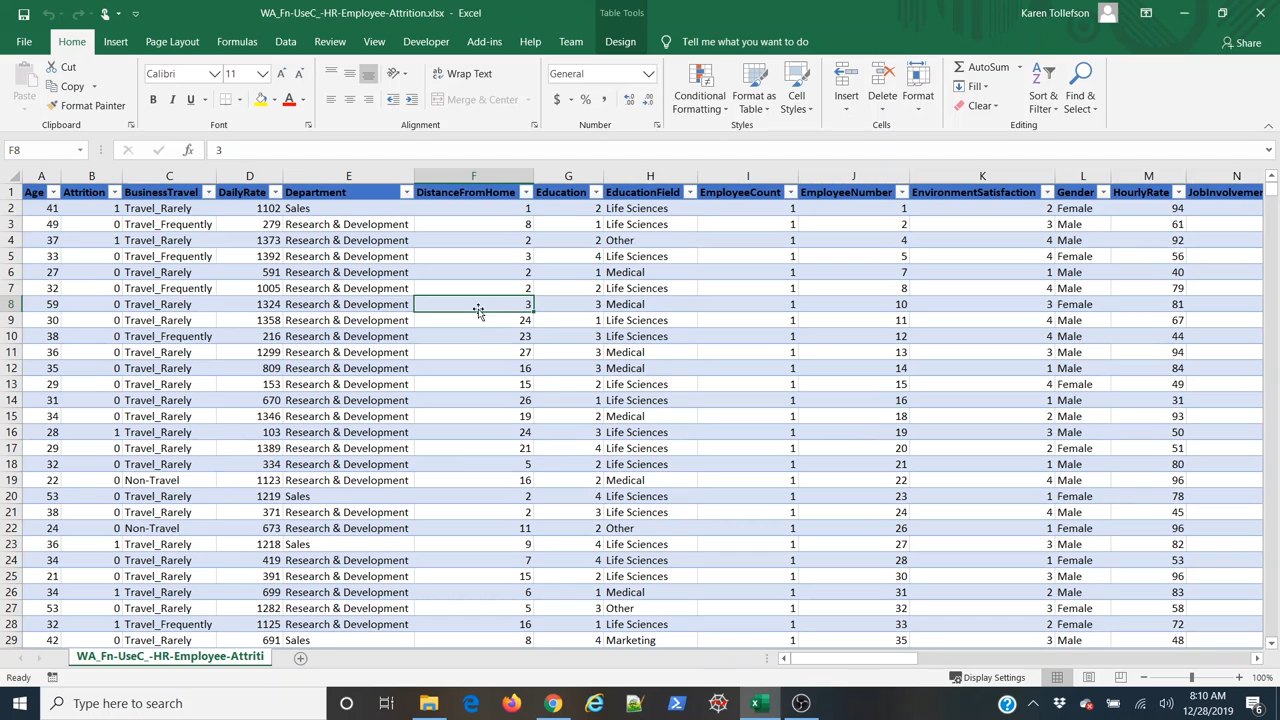 WA_Fn-UseC_-HR-Employee-Attrition.xlsx - Excel
Table Tools
Karen Tollefson
File Home Insert Page Layout Formulas Data Review View Developer Add-ins Help Team Design Tell me what you want to do Share
Paste
Cut
Copy
Format Painter
Clipboard
Calibri 11
B I U
Font
Wrap Text
Merge & Center
Alignment
General
$ % ,
Number
Conditional Formatting
Format as Table
Cell Styles
Styles
Insert Delete Format
Cells
AutoSum
Fill
Clear
Sort & Filter
Find & Select
Editing
F8 fx 3
A B C D E F G H I J K L M N
1 Age Attrition BusinessTravel DailyRate Department DistanceFromHome Education EducationField EmployeeCount EmployeeNumber EnvironmentSatisfaction Gender HourlyRate JobInvolvemen
2 41 1 Travel_Rarely 1102 Sales 1 2 Life Sciences 1 1 2 Female 94
3 49 0 Travel_Frequently 279 Research & Development 8 1 Life Sciences 1 2 3 Male 61
4 37 1 Travel_Rarely 1373 Research & Development 2 2 Other 1 4 4 Male 92
5 33 0 Travel_Frequently 1392 Research & Development 3 4 Life Sciences 1 5 4 Female 56
6 27 0 Travel_Rarely 591 Research & Development 2 1 Medical 1 7 1 Male 40
7 32 0 Travel_Frequently 1005 Research & Development 2 2 Life Sciences 1 8 4 Male 79
8 59 0 Travel_Rarely 1324 Research & Development 3 3 Medical 1 10 3 Female 81
9 30 0 Travel_Rarely 1358 Research & Development 24 1 Life Sciences 1 11 4 Male 67
10 38 0 Travel_Frequently 216 Research & Development 23 3 Life Sciences 1 12 4 Male 44
11 36 0 Travel_Rarely 1299 Research & Development 27 3 Medical 1 13 3 Male 94
12 35 0 Travel_Rarely 809 Research & Development 16 3 Medical 1 14 1 Male 84
13 29 0 Travel_Rarely 153 Research & Development 15 2 Life Sciences 1 15 4 Female 49
14 31 0 Travel_Rarely 670 Research & Development 26 1 Life Sciences 1 16 1 Male 31
15 34 0 Travel_Rarely 1346 Research & Development 19 2 Medical 1 18 2 Male 93
16 28 1 Travel_Rarely 103 Research & Development 24 3 Life Sciences 1 19 3 Male 50
17 29 0 Travel_Rarely 1389 Research & Development 21 4 Life Sciences 1 20 2 Female 51
18 32 0 Travel_Rarely 334 Research & Development 5 2 Life Sciences 1 21 1 Male 80
19 22 0 Non-Travel 1123 Research & Development 16 2 Medical 1 22 4 Male 96
20 53 0 Travel_Rarely 1219 Sales 2 4 Life Sciences 1 23 1 Female 78
21 38 0 Travel_Rarely 371 Research & Development 2 3 Life Sciences 1 24 4 Male 45
22 24 0 Non-Travel 673 Research & Development 11 2 Other 1 26 1 Female 96
23 36 1 Travel_Rarely 1218 Sales 9 4 Life Sciences 1 27 3 Male 82
24 34 0 Travel_Rarely 419 Research & Development 7 4 Life Sciences 1 28 1 Female 53
25 21 0 Travel_Rarely 391 Research & Development 15 2 Life Sciences 1 30 3 Male 96
26 34 1 Travel_Rarely 699 Research & Development 6 1 Medical 1 31 2 Male 83
27 53 0 Travel_Rarely 1282 Research & Development 5 3 Other 1 32 3 Female 58
28 32 1 Travel_Frequently 1125 Research & Development 16 1 Life Sciences 1 33 2 Female 72
29 42 0 Travel_Rarely 691 Sales 8 4 Marketing 1 35 3 Male 48
WA_Fn-UseC_-HR-Employee-Attriti
Ready Display Settings 100%
Type here to search
8:10 AM
12/28/2019
6